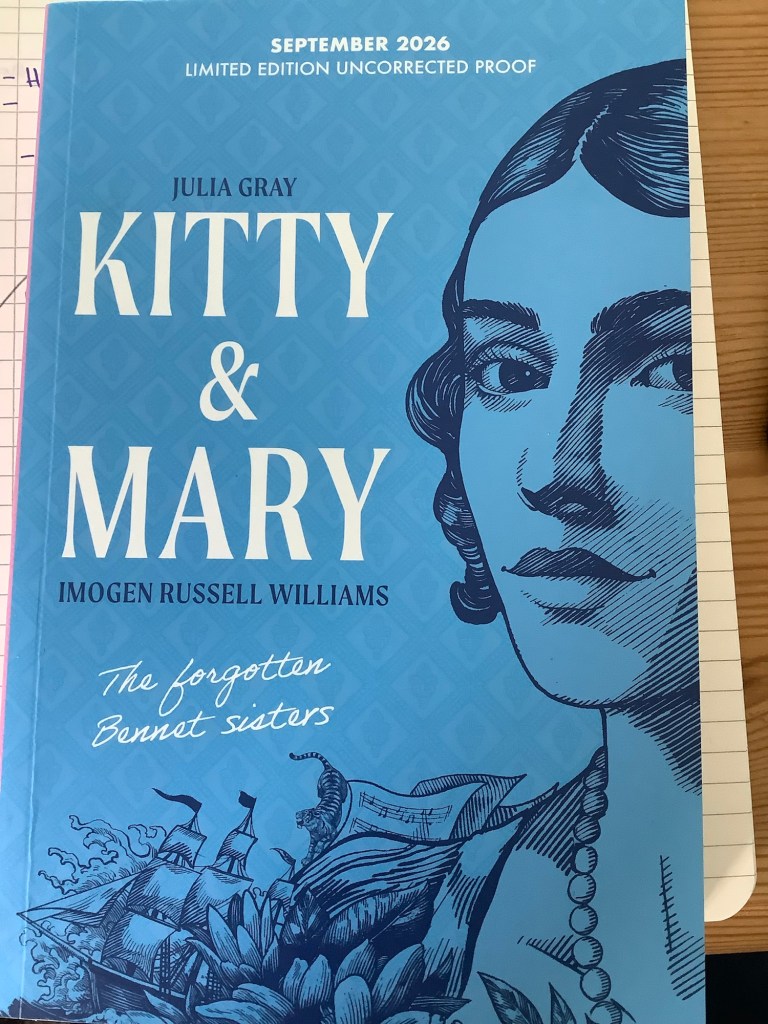 SEPTEMBER 2026
LIMITED EDITION UNCORRECTED PROOF
JULIA GRAY
KITTY
&
MARY
IMOGEN RUSSELL WILLIAMS
The forgotten
Bennet sisters
H